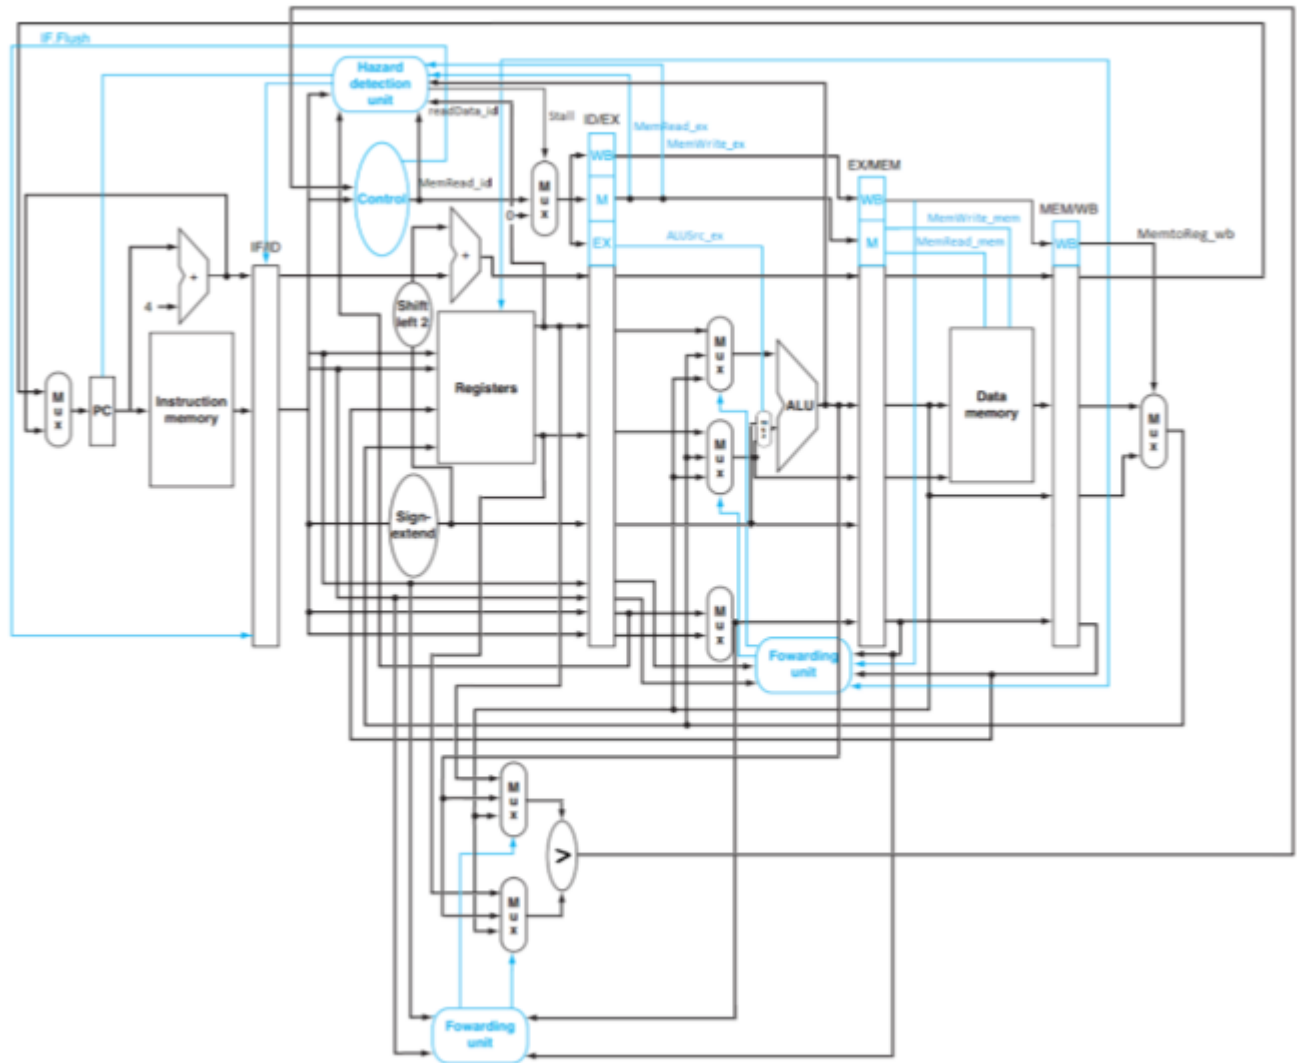 IF.Flush
Hazard
detection
unit
readData_id
Stall
ID/EX
MemRead_ex
MemWrite_ex
WB
M
EX
Control
MemRead_id
M
u
x
0
EX/MEM
WB
M
MemWrite_mem
MemRead_mem
MEM/WB
WB
MemtoReg_wb
ALUSrc_ex
+
4
IF/ID
+
Shift
left 2
M
u
x
PC
Instruction
memory
Registers
M
u
x
M
u
x
M
u
x
ALU
Data
memory
M
u
x
Sign-
extend
M
u
x
Fowarding
unit
M
u
x
>
M
u
x
Fowarding
unit